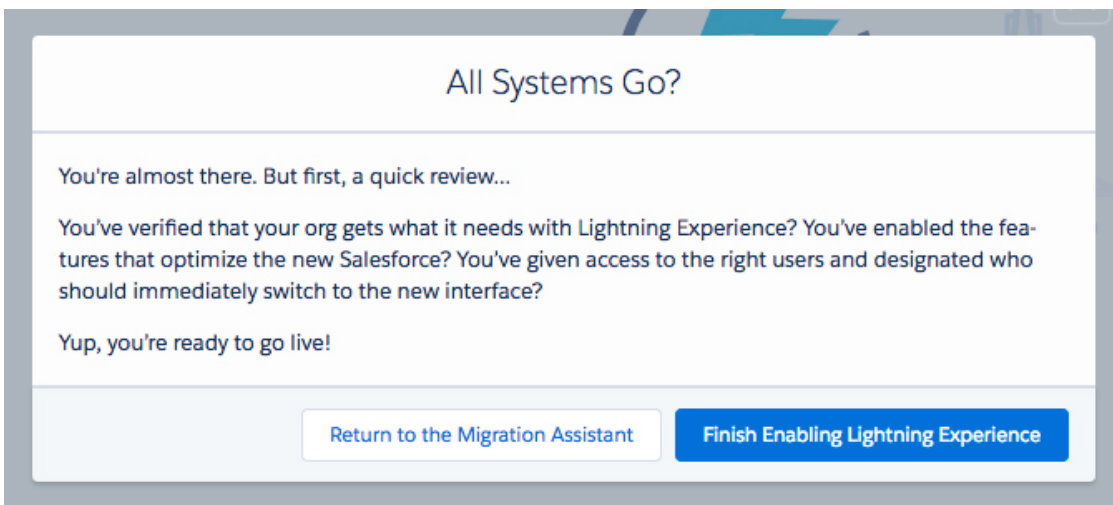 All Systems Go?
You're almost there. But first, a quick review...
You've verified that your org gets what it needs with Lightning Experience? You've enabled the fea-
tures that optimize the new Salesforce? You've given access to the right users and designated who
should immediately switch to the new interface?
Yup, you're ready to go live!
Return to the Migration Assistant
Finish Enabling Lightning Experience